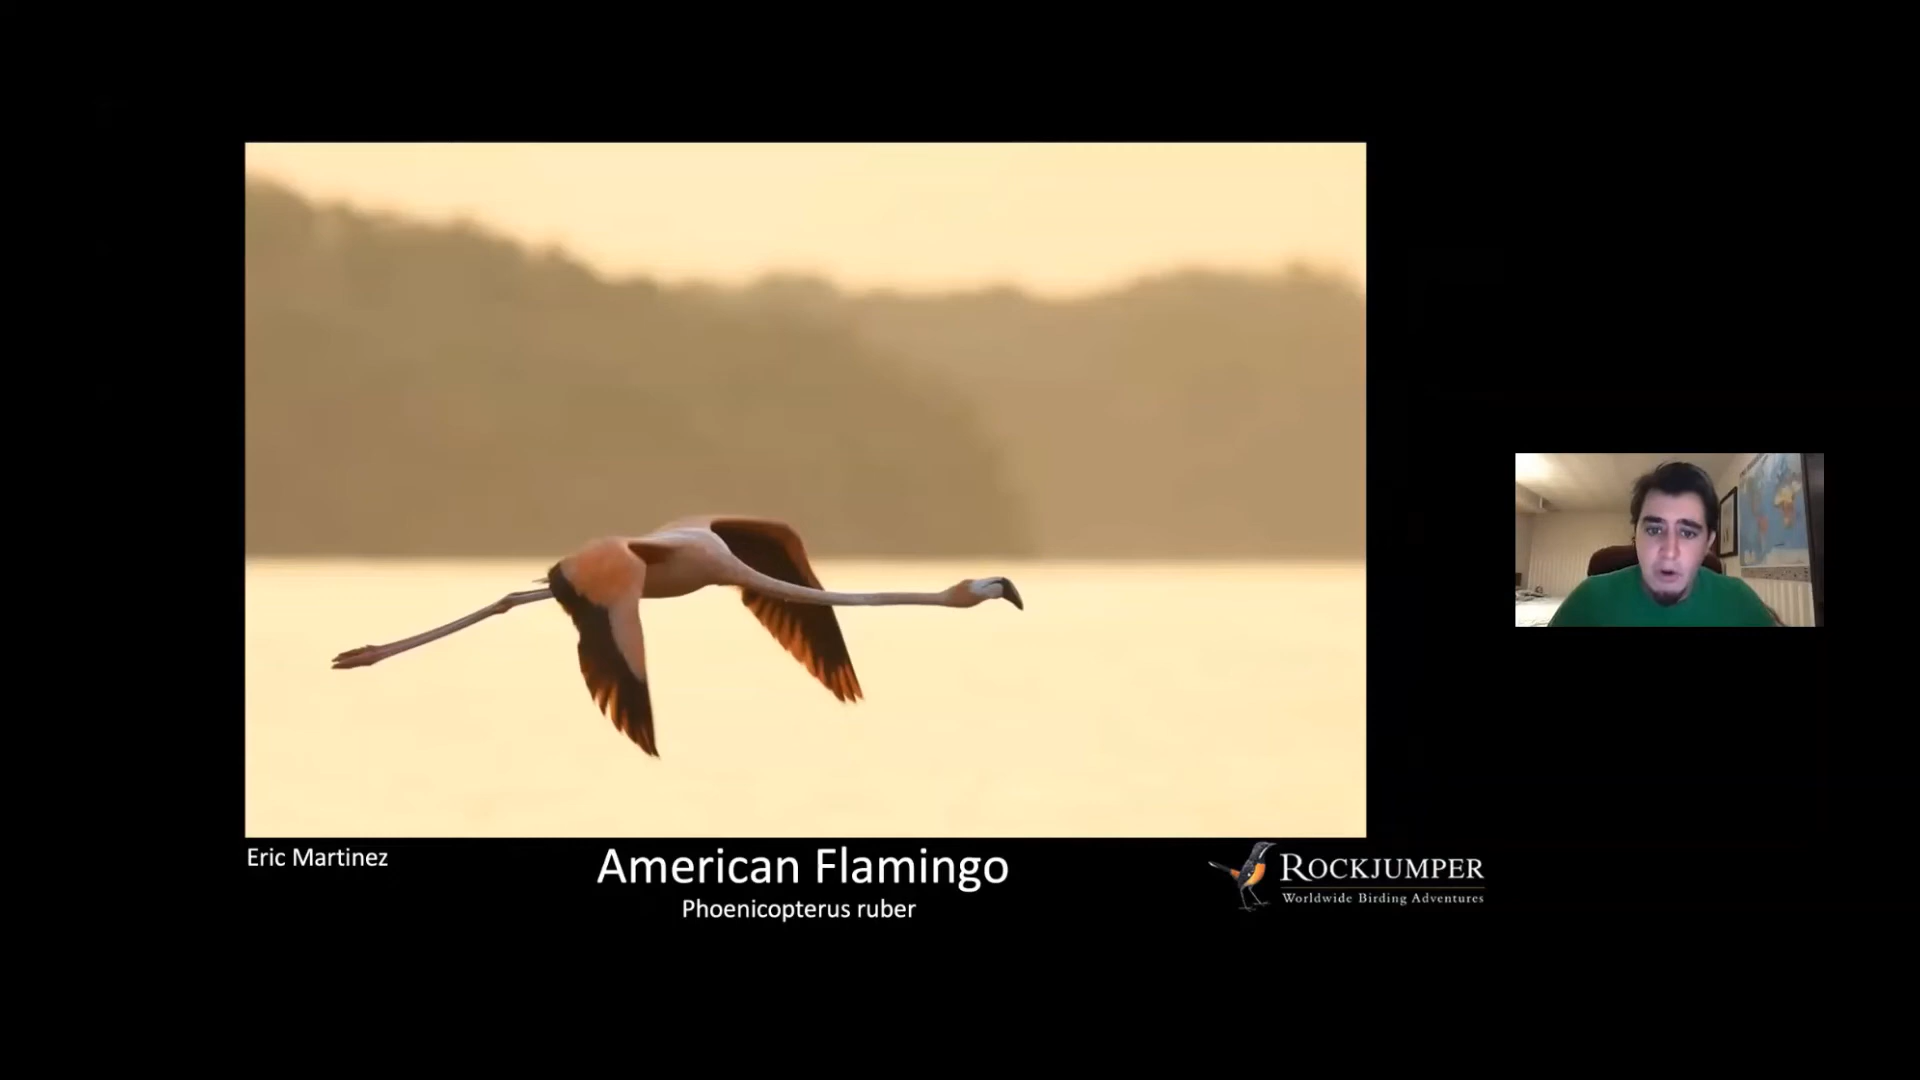 Eric Martinez
American Flamingo
Phoenicopterus ruber
ROCKJUMPER
Worldwide Birding Adventures